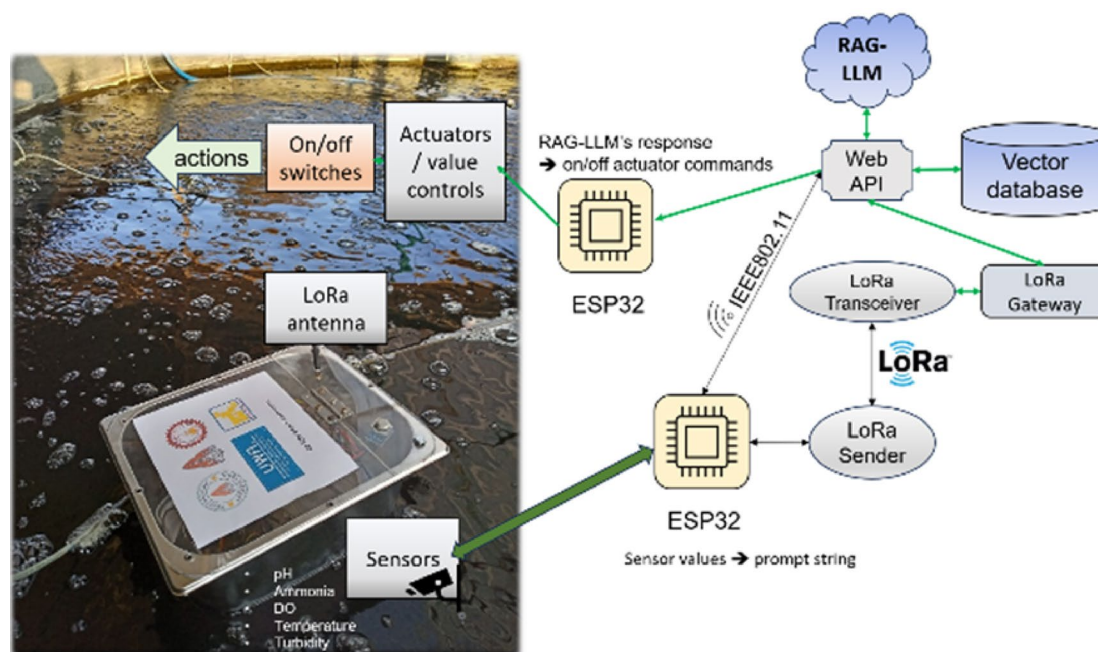 RAG-
LLM
RAG-LLM's response
➔ on/off actuator commands
Web
API
Vector
database
actions
On/off
switches
Actuators
/ value
controls
ESP32
IEEE802.11
LoRa
Transceiver
LoRa
Gateway
LoRa
antenna
LoRa
ESP32
LoRa
Sender
UWA
Sensor values ➔ prompt string
Sensors
• pH
• Ammonia
• DO
• Temperature
• Turbidity